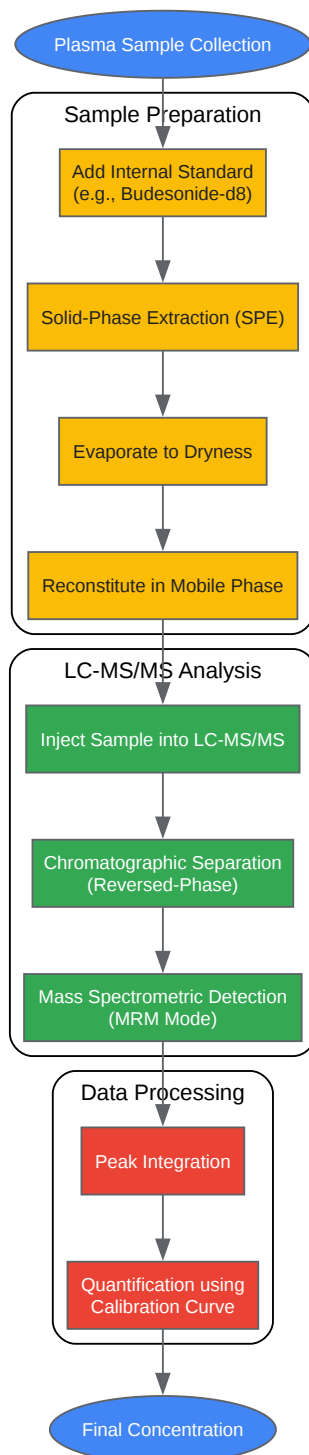 Plasma Sample Collection
Sample Preparation
Add Internal Standard
(e.g., Budesonide-d8)
Solid-Phase Extraction (SPE)
Evaporate to Dryness
Reconstitute in Mobile Phase
LC-MS/MS Analysis
Inject Sample into LC-MS/MS
Chromatographic Separation
(Reversed-Phase)
Mass Spectrometric Detection
(MRM Mode)
Data Processing
Peak Integration
Quantification using
Calibration Curve
Final Concentration